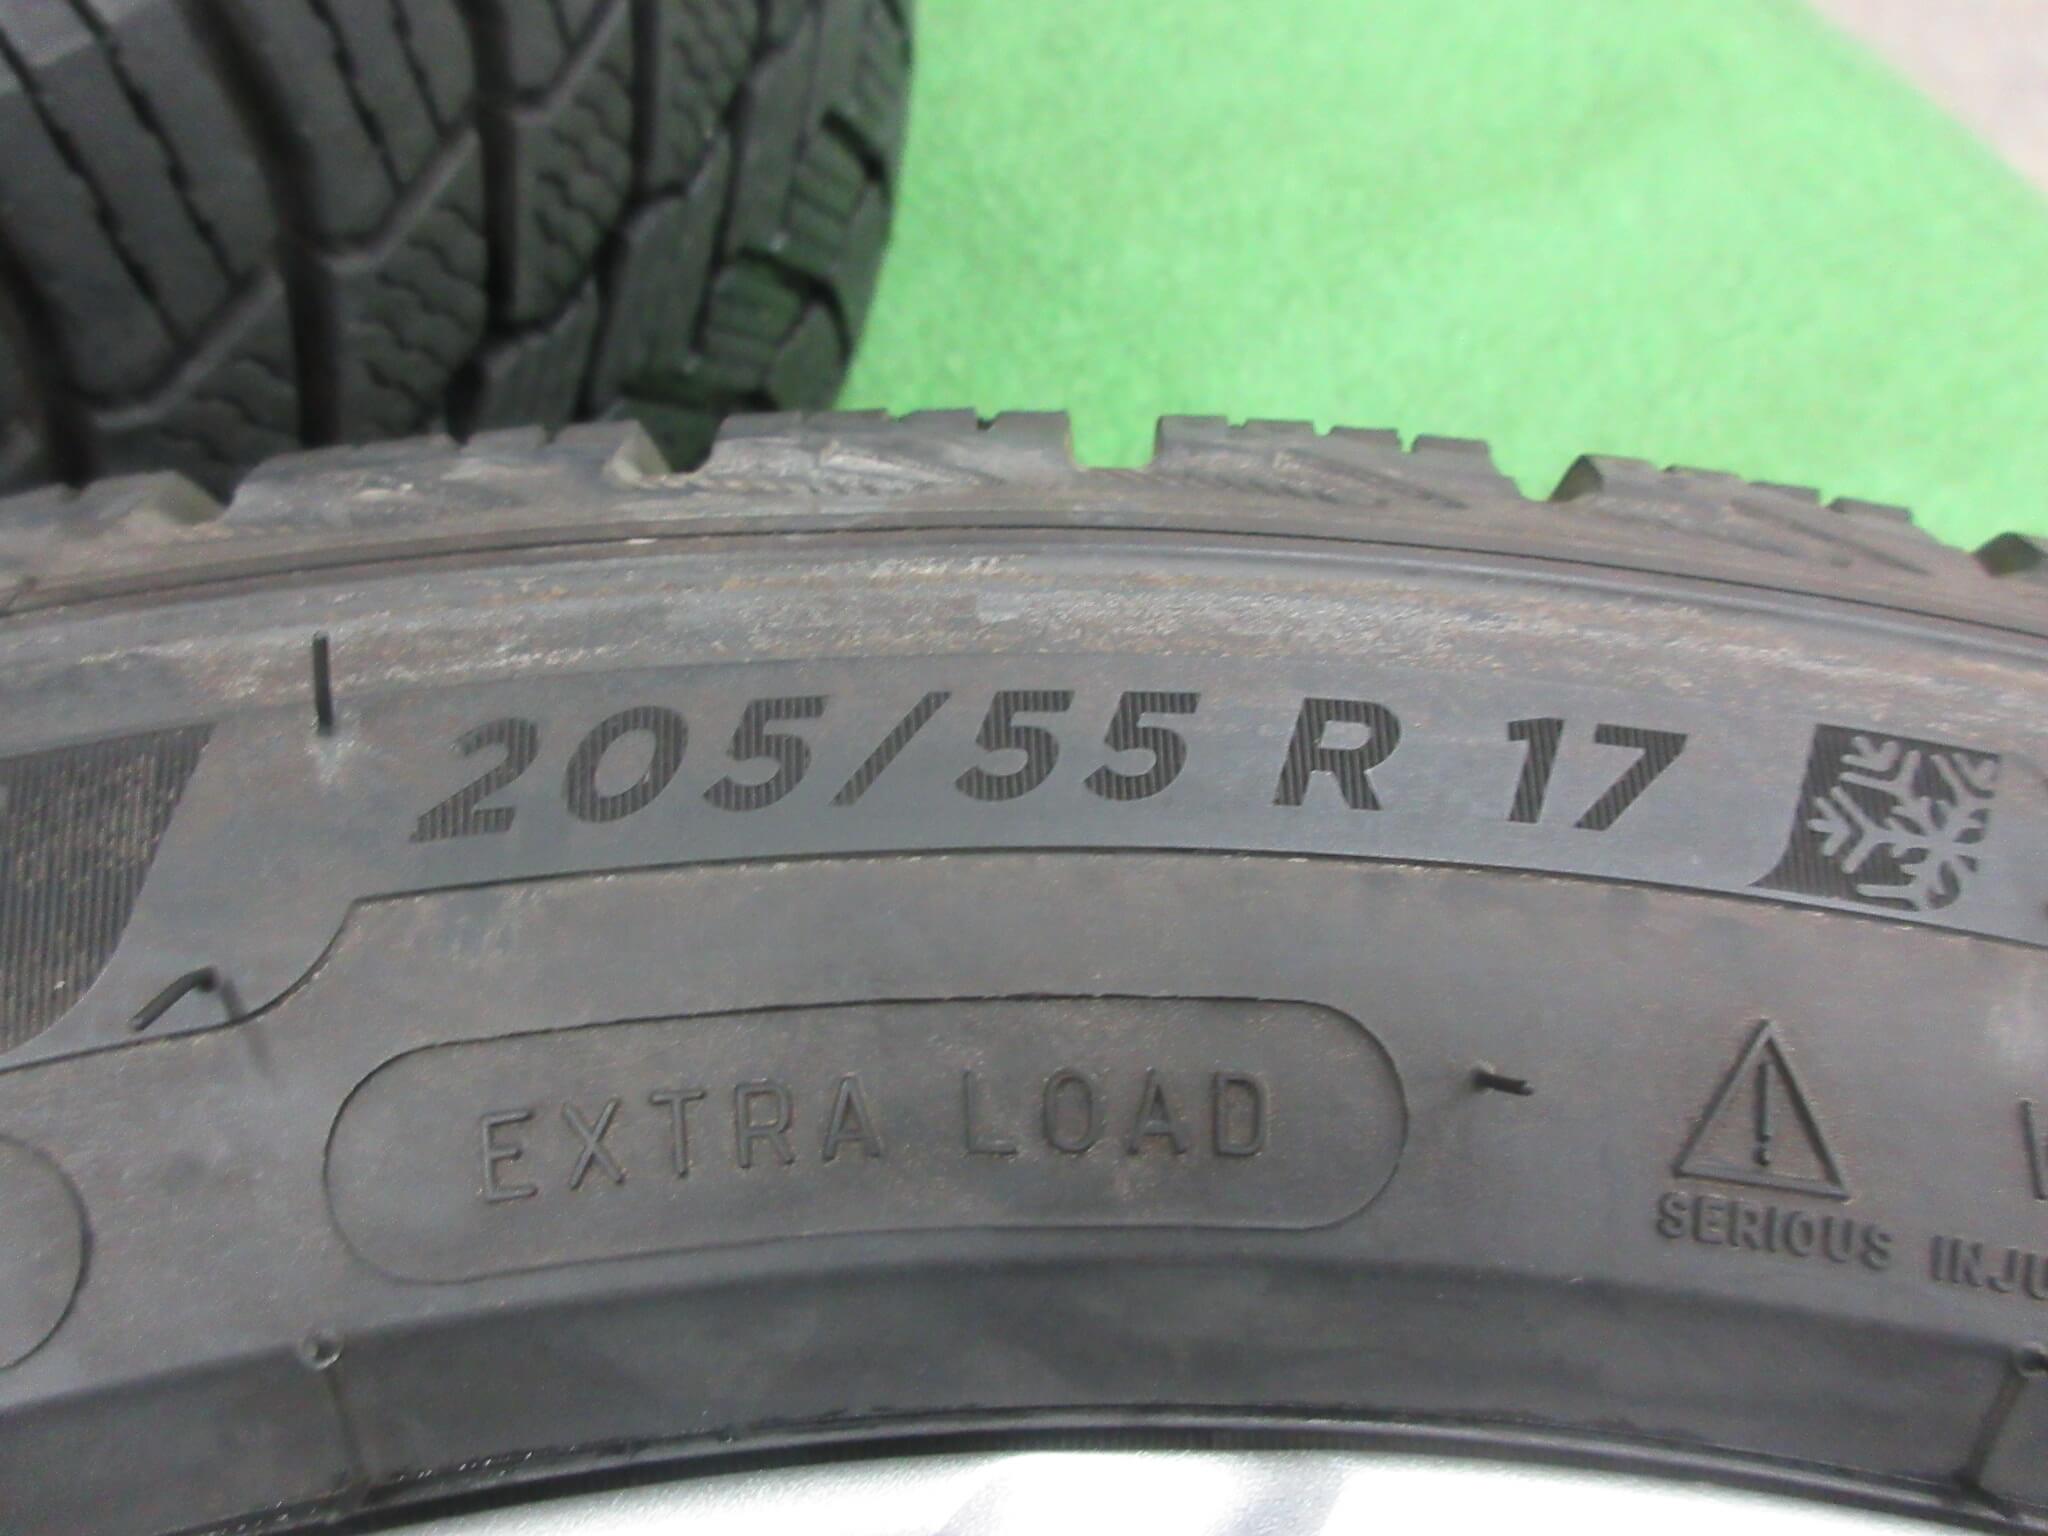 205/55 R 17
EXTRA LOAD
SERIOUS